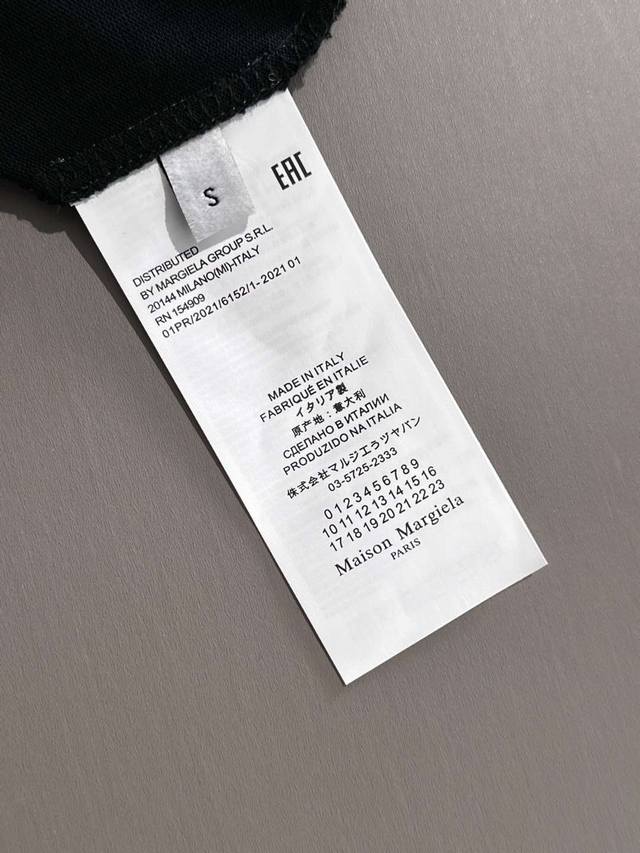 S
EAC
DISTRIBUTED
BY MARGIELA GROUP S.R.L.
20144 MILANO(MI)-ITALY
RN 154909
01PR/2021/6152/1-2021 01
MADE IN ITALY
FABRIQUÉ EN ITALIE
イタリア製
原产地：意大利
СДЕЛАНО В ИТАЛИИ
PRODUZIDO NA ITALIA
株式会社マルジエラツヤバン
03-5725-2333
0 1 2 3 4 5 6 7 8 9
10 11 12 13 14 15 16
17 18 19 20 21 22 23
Maison Margiela
PARIS